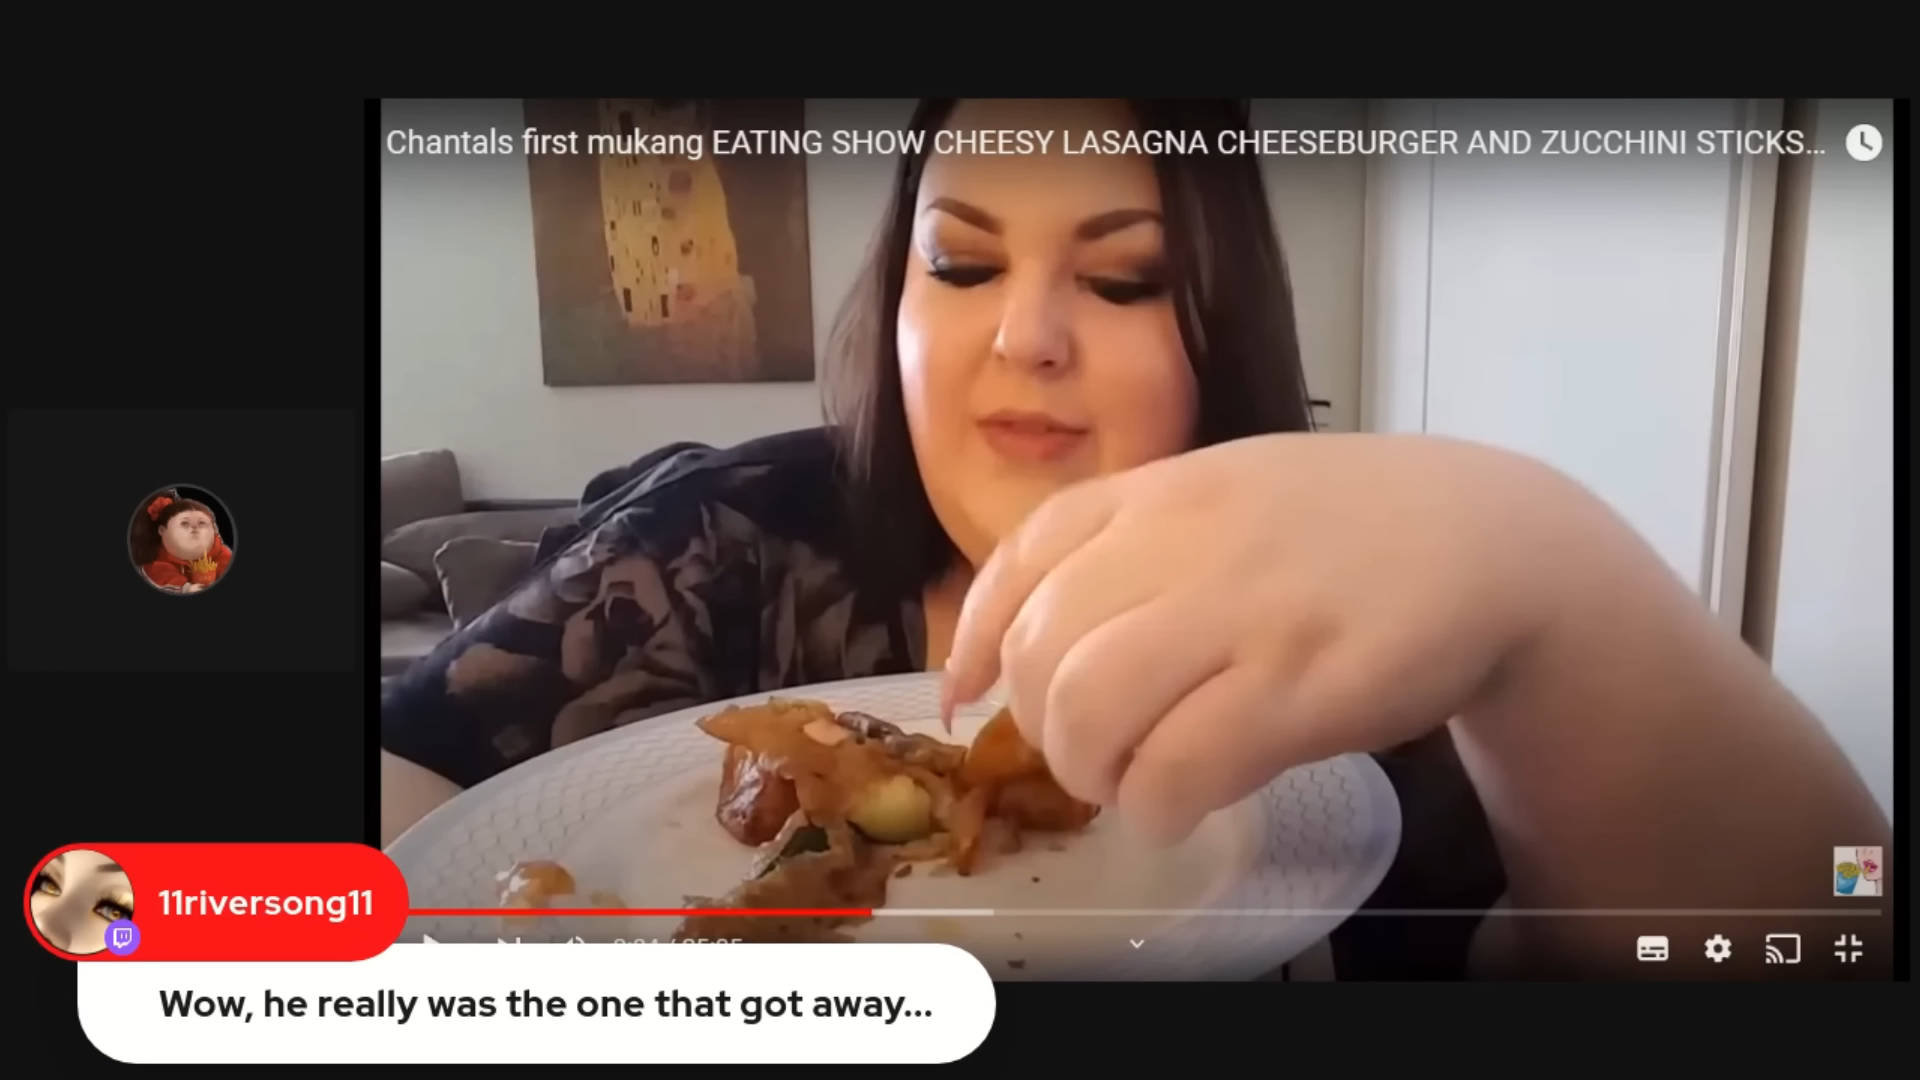 Chantals first mukang EATING SHOW CHEESY LASAGNA CHEESEBURGER AND ZUCCHINI STICKS...
11riversong11
Wow, he really was the one that got away...